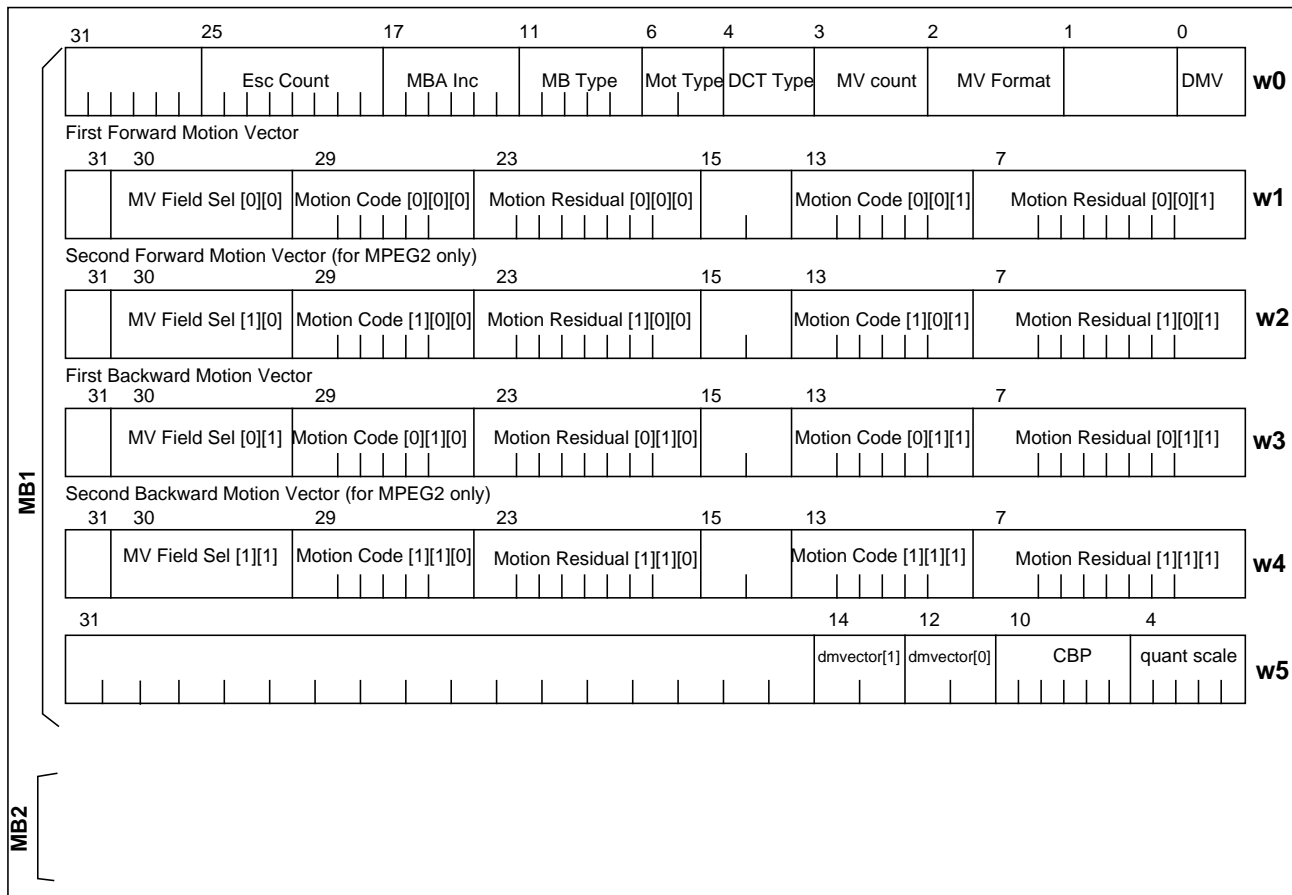 31 25 17 11 6 4 3 2 1 0
Esc Count MBA Inc MB Type Mot Type DCT Type MV count MV Format DMV w0
First Forward Motion Vector
31 30 29 23 15 13 7
MV Field Sel [0][0] Motion Code [0][0][0] Motion Residual [0][0][0] Motion Code [0][0][1] Motion Residual [0][0][1] w1
Second Forward Motion Vector (for MPEG2 only)
31 30 29 23 15 13 7
MV Field Sel [1][0] Motion Code [1][0][0] Motion Residual [1][0][0] Motion Code [1][0][1] Motion Residual [1][0][1] w2
First Backward Motion Vector
31 30 29 23 15 13 7
MV Field Sel [0][1] Motion Code [0][1][0] Motion Residual [0][1][0] Motion Code [0][1][1] Motion Residual [0][1][1] w3
MB1
Second Backward Motion Vector (for MPEG2 only)
31 30 29 23 15 13 7
MV Field Sel [1][1] Motion Code [1][1][0] Motion Residual [1][1][0] Motion Code [1][1][1] Motion Residual [1][1][1] w4
31 14 12 10 4
dmvector[1] dmvector[0] CBP quant scale w5
MB2